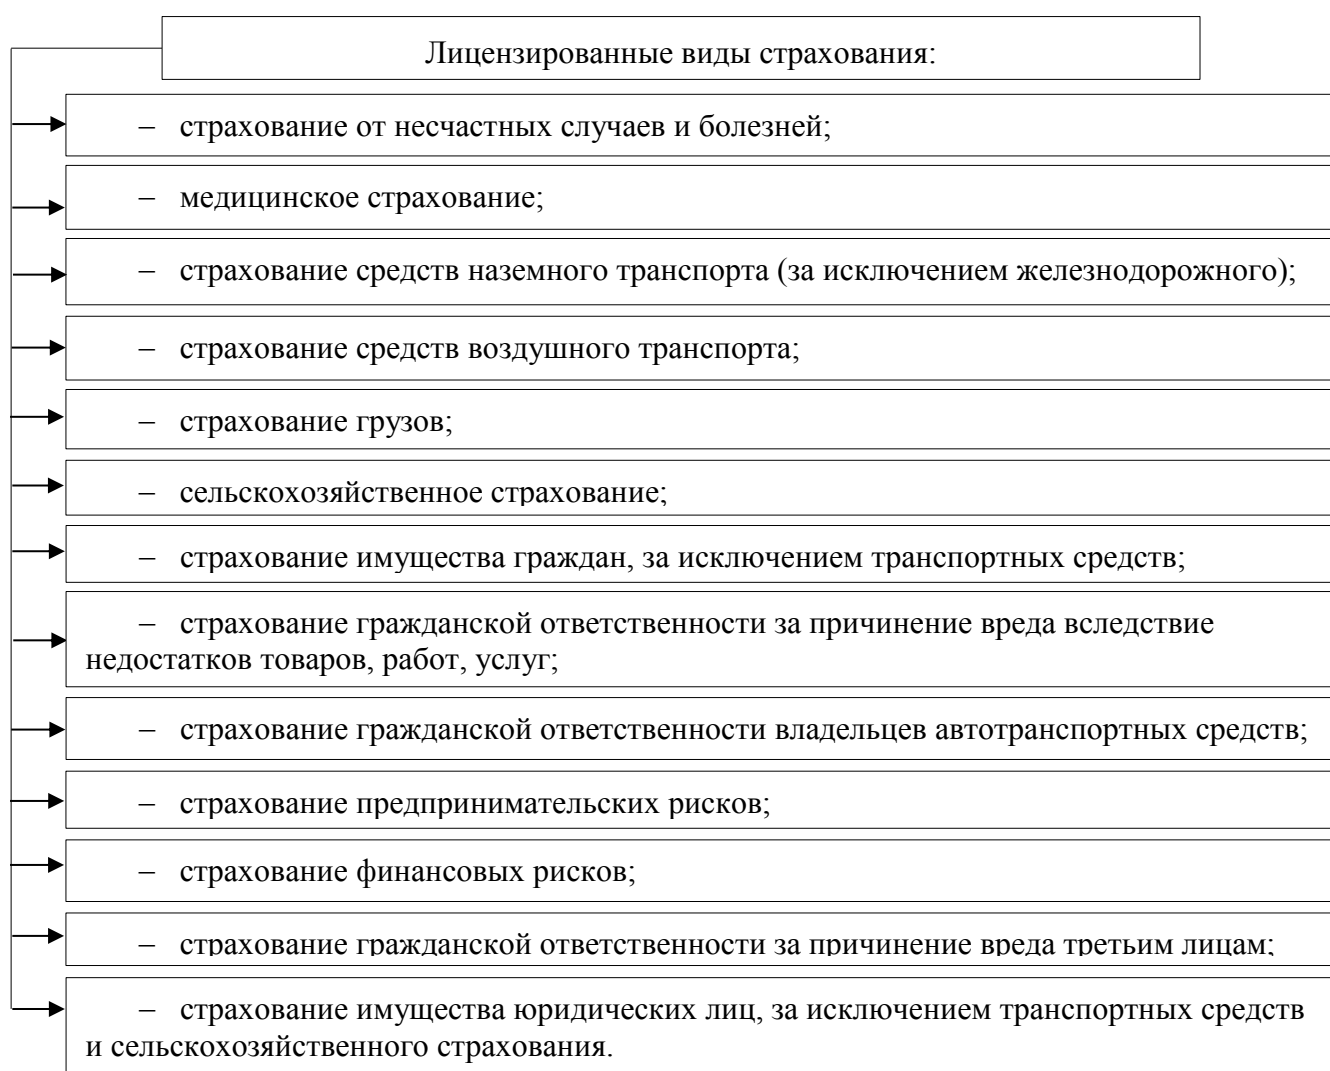 Лицензированные виды страхования:
– страхование от несчастных случаев и болезней;
– медицинское страхование;
– страхование средств наземного транспорта (за исключением железнодорожного);
– страхование средств воздушного транспорта;
– страхование грузов;
– сельскохозяйственное страхование;
– страхование имущества граждан, за исключением транспортных средств;
– страхование гражданской ответственности за причинение вреда вследствие
недостатков товаров, работ, услуг;
– страхование гражданской ответственности владельцев автотранспортных средств;
– страхование предпринимательских рисков;
– страхование финансовых рисков;
– страхование гражданской ответственности за причинение вреда третьим лицам;
– страхование имущества юридических лиц, за исключением транспортных средств
и сельскохозяйственного страхования.